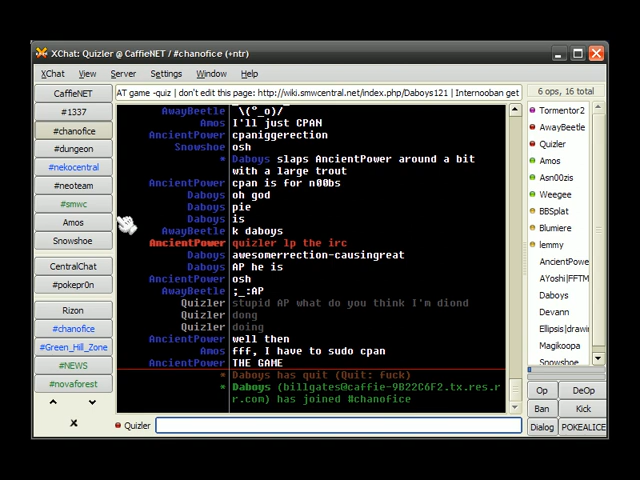 XChat: Quizler @ CaffieNET / #chanofice (+ntr)
XChat View Server Settings Window Help
CaffieNET
#1337
#chanofice
#dungeon
#nekocentral
#neoteam
#smwc
Amos
Snowshoe
CentralChat
#pokepr0n
Rizon
#chanofice
#Green_Hill_Zone
#NEWS
#novaforest
X
AT game -quiz | don't edit this page: http://wiki.smwcentral.net/index.php/Daboys121 | Internooban get
AwayBeetle ¯\(°_o)/
Amos I'll just CPAN
AncientPower cpaniggerection
Snowshoe osh
* Daboys slaps AncientPower around a bit
with a large trout
AncientPower cpan is for n00bs
Daboys oh god
Daboys pie
Daboys is
AwayBeetle k daboys
AncientPower quizler lp the irc
Daboys awesomerrection-causingreat
Daboys AP he is
AncientPower osh
AwayBeetle ;_:AP
Quizler stupid AP what do you think I'm diond
Quizler dong
Quizler doing
AncientPower well then
Amos fff, I have to sudo cpan
AncientPower THE GAME
* Daboys has quit (Quit: fuck)
* Daboys (billgates@caffie-9B22C6F2.tx.res.r
r.com) has joined #chanofice
Quizler
6 ops, 16 total
Tormentor2
AwayBeetle
Quizler
Amos
Asn00zis
Weegee
BBSplat
Blumiere
lemmy
AncientPowe
AYoshi|FFTM
Daboys
Devann
Ellipsis|drawin
Magikoopa
Snowshoe
Op DeOp
Ban Kick
Dialog POKEALICE